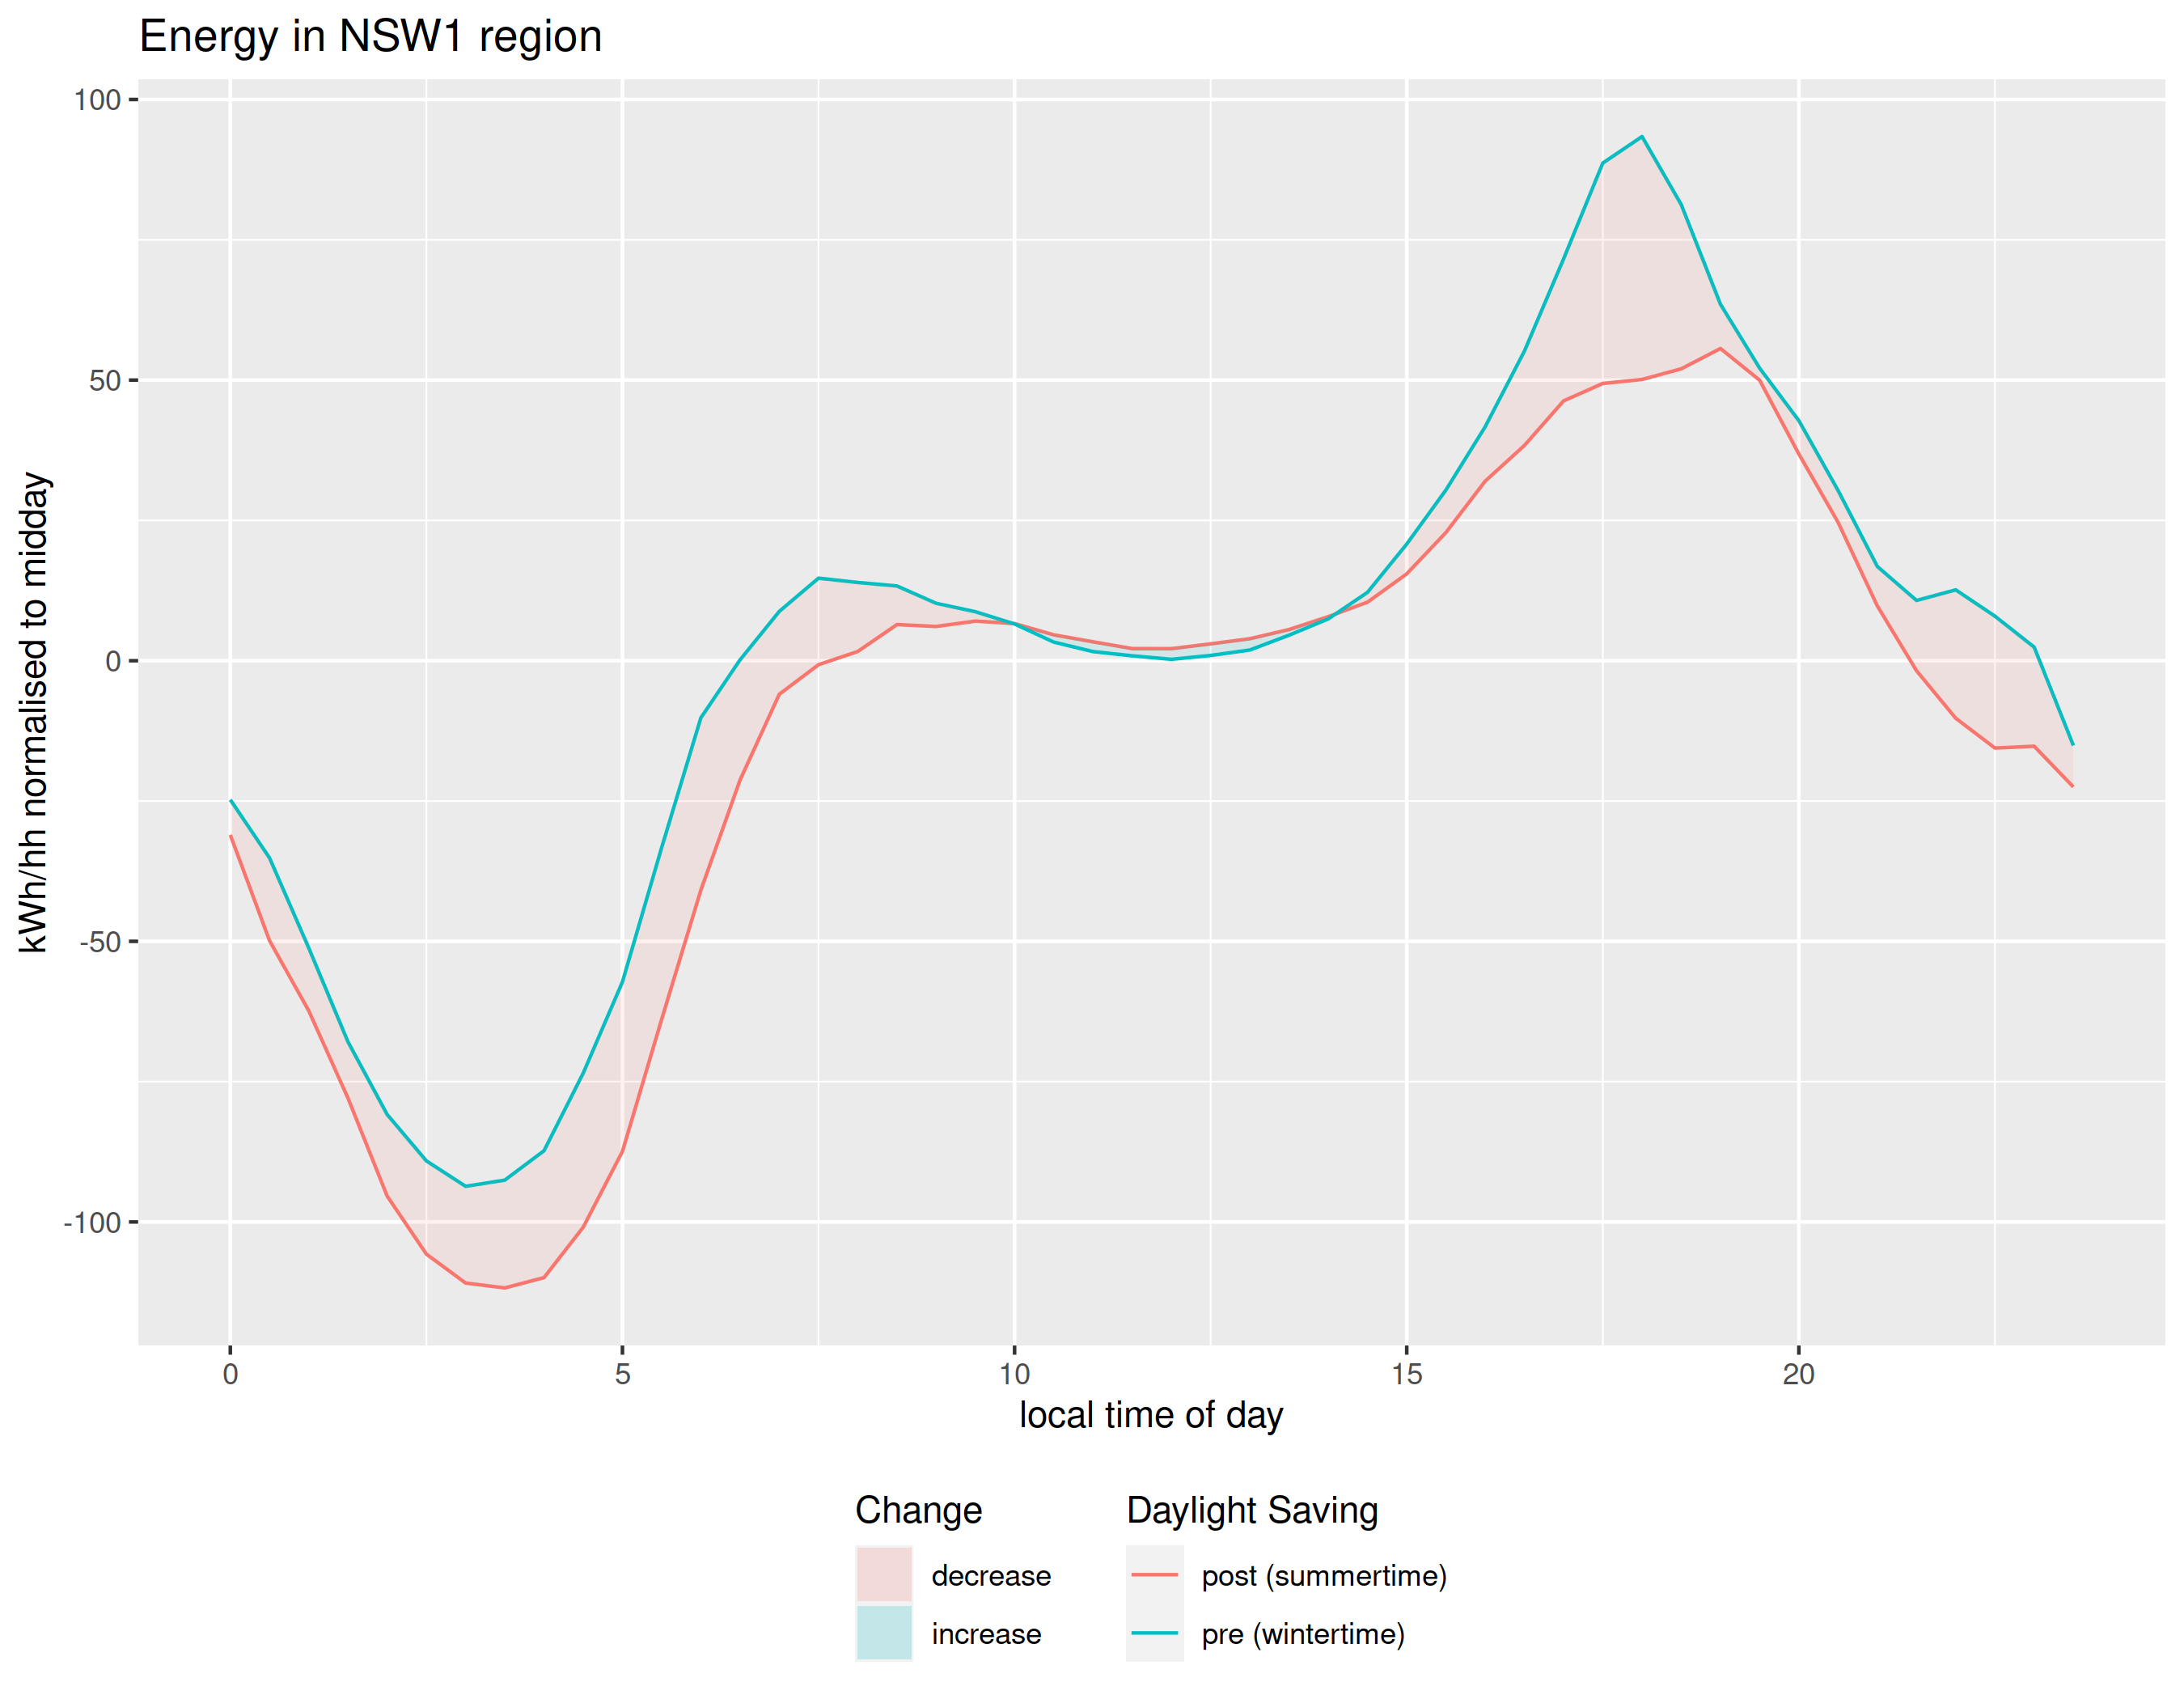 Energy in NSW1 region
kWh/hh normalised to midday
100
50
0
-50
-100
0 5 10 15 20
local time of day
Change
decrease
increase
Daylight Saving
post (summertime)
pre (wintertime)